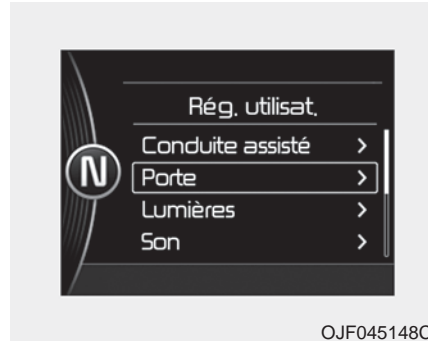 Rég. utilisat.
Conduite assisté >
N
Porte >
Lumières >
Son >
OJF045148C